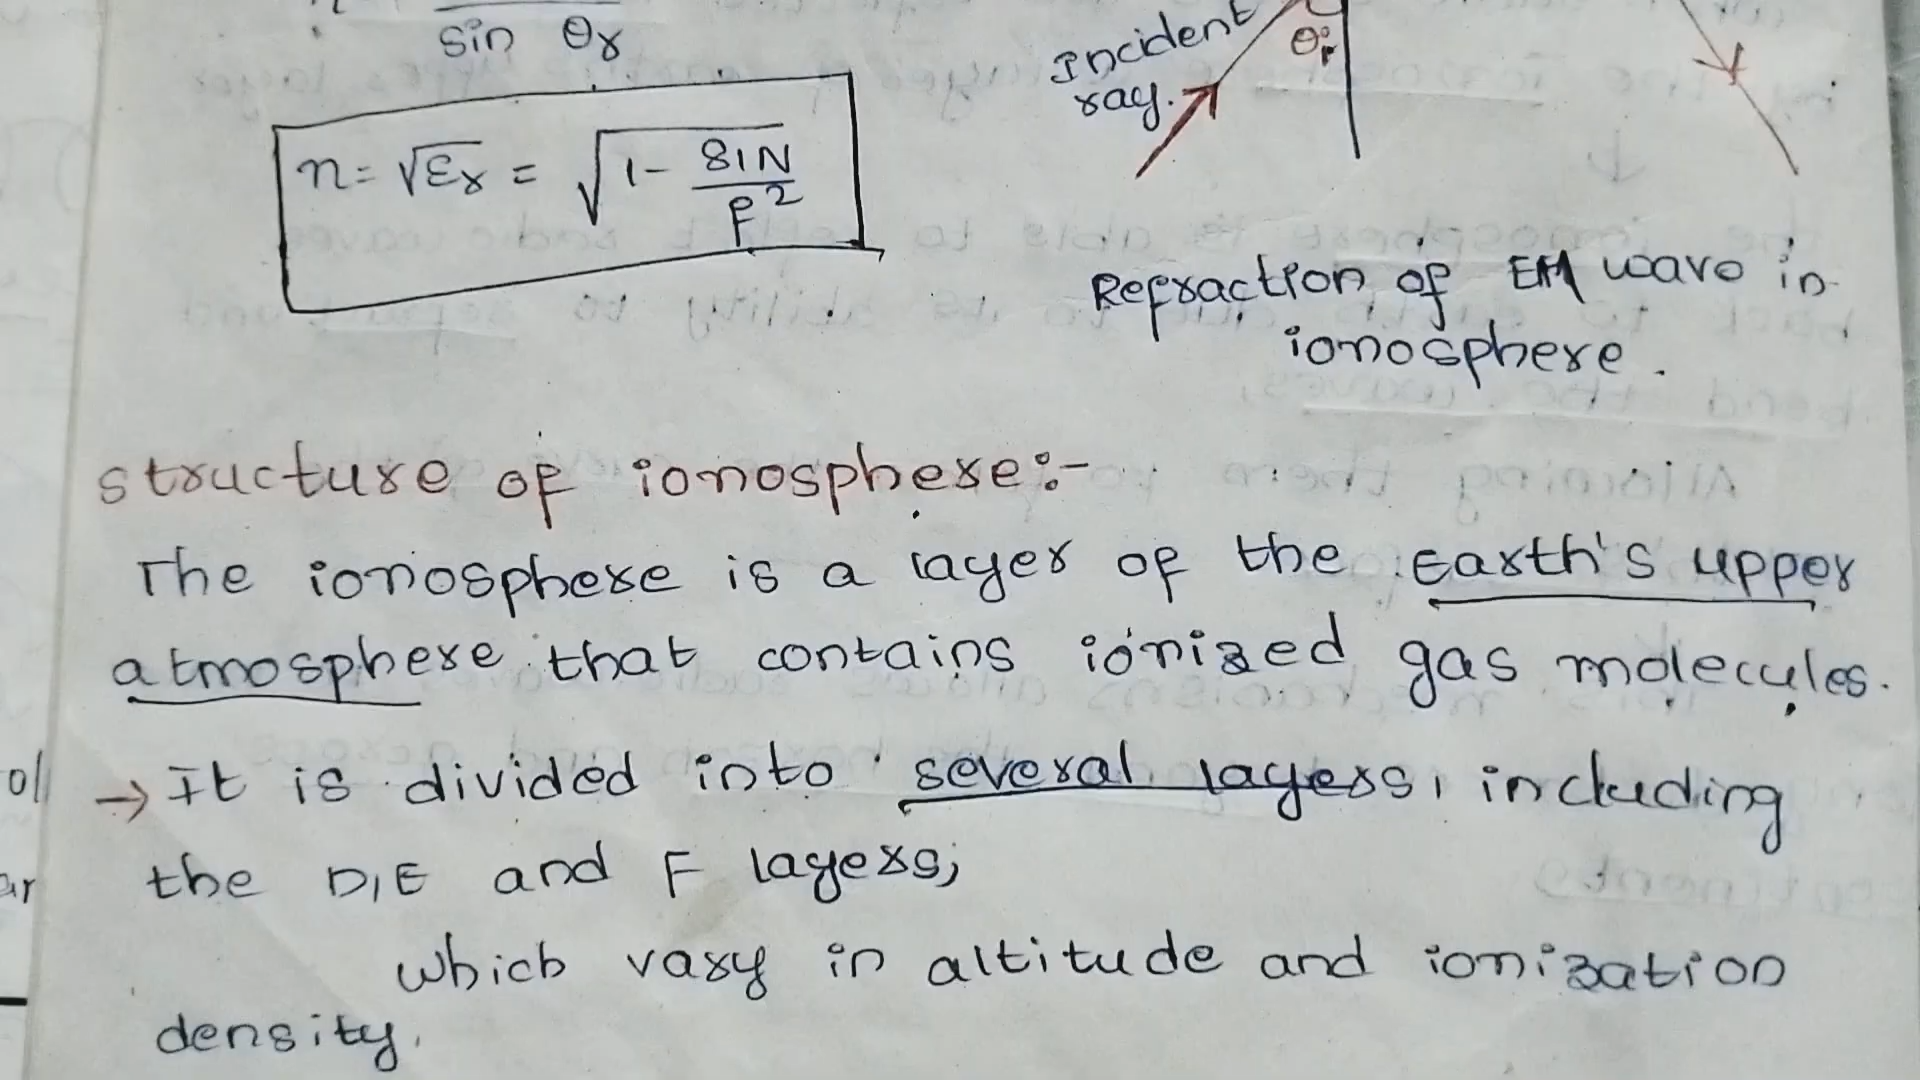 sin θr
Incident
ray.
θi
n = √εr = √1 - 81N/f²
Refraction of EM wave in
ionosphere.
structure of ionosphere:-
The ionosphere is a layer of the Earth's upper
atmosphere that contains ionized gas molecules.
→ It is divided into several layers, including
the D, E and F layers;
which vary in altitude and ionization
density.